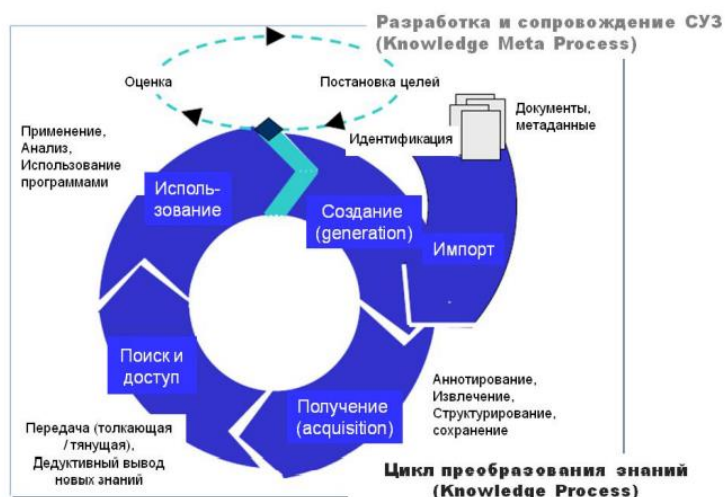 Разработка и сопровождение СУЗ
(Knowledge Meta Process)
Оценка
Постановка целей
Документы,
метаданные
Идентификация
Применение,
Анализ,
Использование
программами
Исполь-
зование
Создание
(generation)
Импорт
Поиск и
доступ
Получение
(acquisition)
Аннотирование,
Извлечение,
Структурирование,
сохранение
Передача (толкающая
/ тянущая),
Дедуктивный вывод
новых знаний
Цикл преобразования знаний
(Knowledge Process)